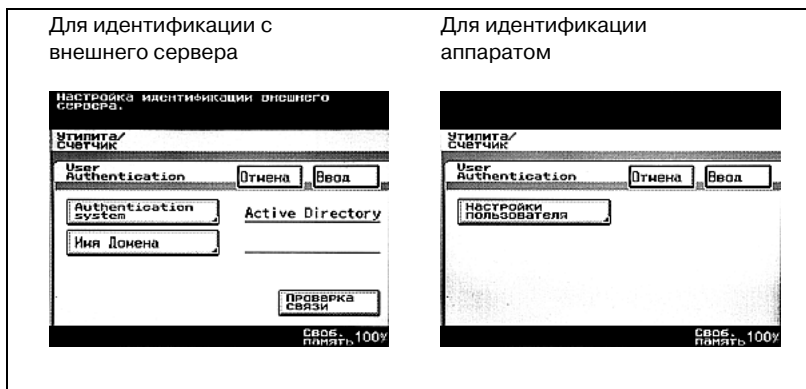 Для идентификации с
внешнего сервера
Настройка идентификации внешнего
сервера.
Утилита/
Счетчик
User
Authentication
Отмена
Ввод
Authentication
system
Active Directory
Имя Домена
Проверка
связи
Своб.
память 100%
Для идентификации
аппаратом
Утилита/
Счетчик
User
Authentication
Отмена
Ввод
Настройки
пользователя
Своб.
память 100%